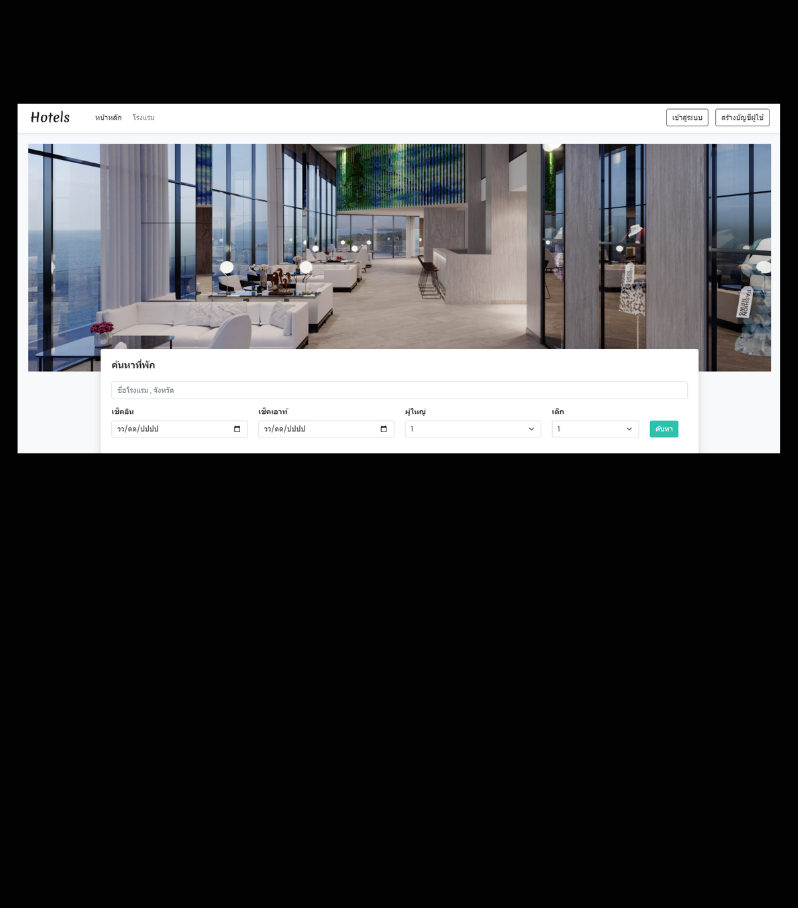 Hotels
หน้าหลัก
โรงแรม
เข้าสู่ระบบ
สร้างบัญชีผู้ใช้
ค้นหาที่พัก
ชื่อโรงแรม , จังหวัด
เช็คอิน
เช็คเอาท์
ผู้ใหญ่
เด็ก
วว/ดด/ปปปป
วว/ดด/ปปปป
1
1
ค้นหา